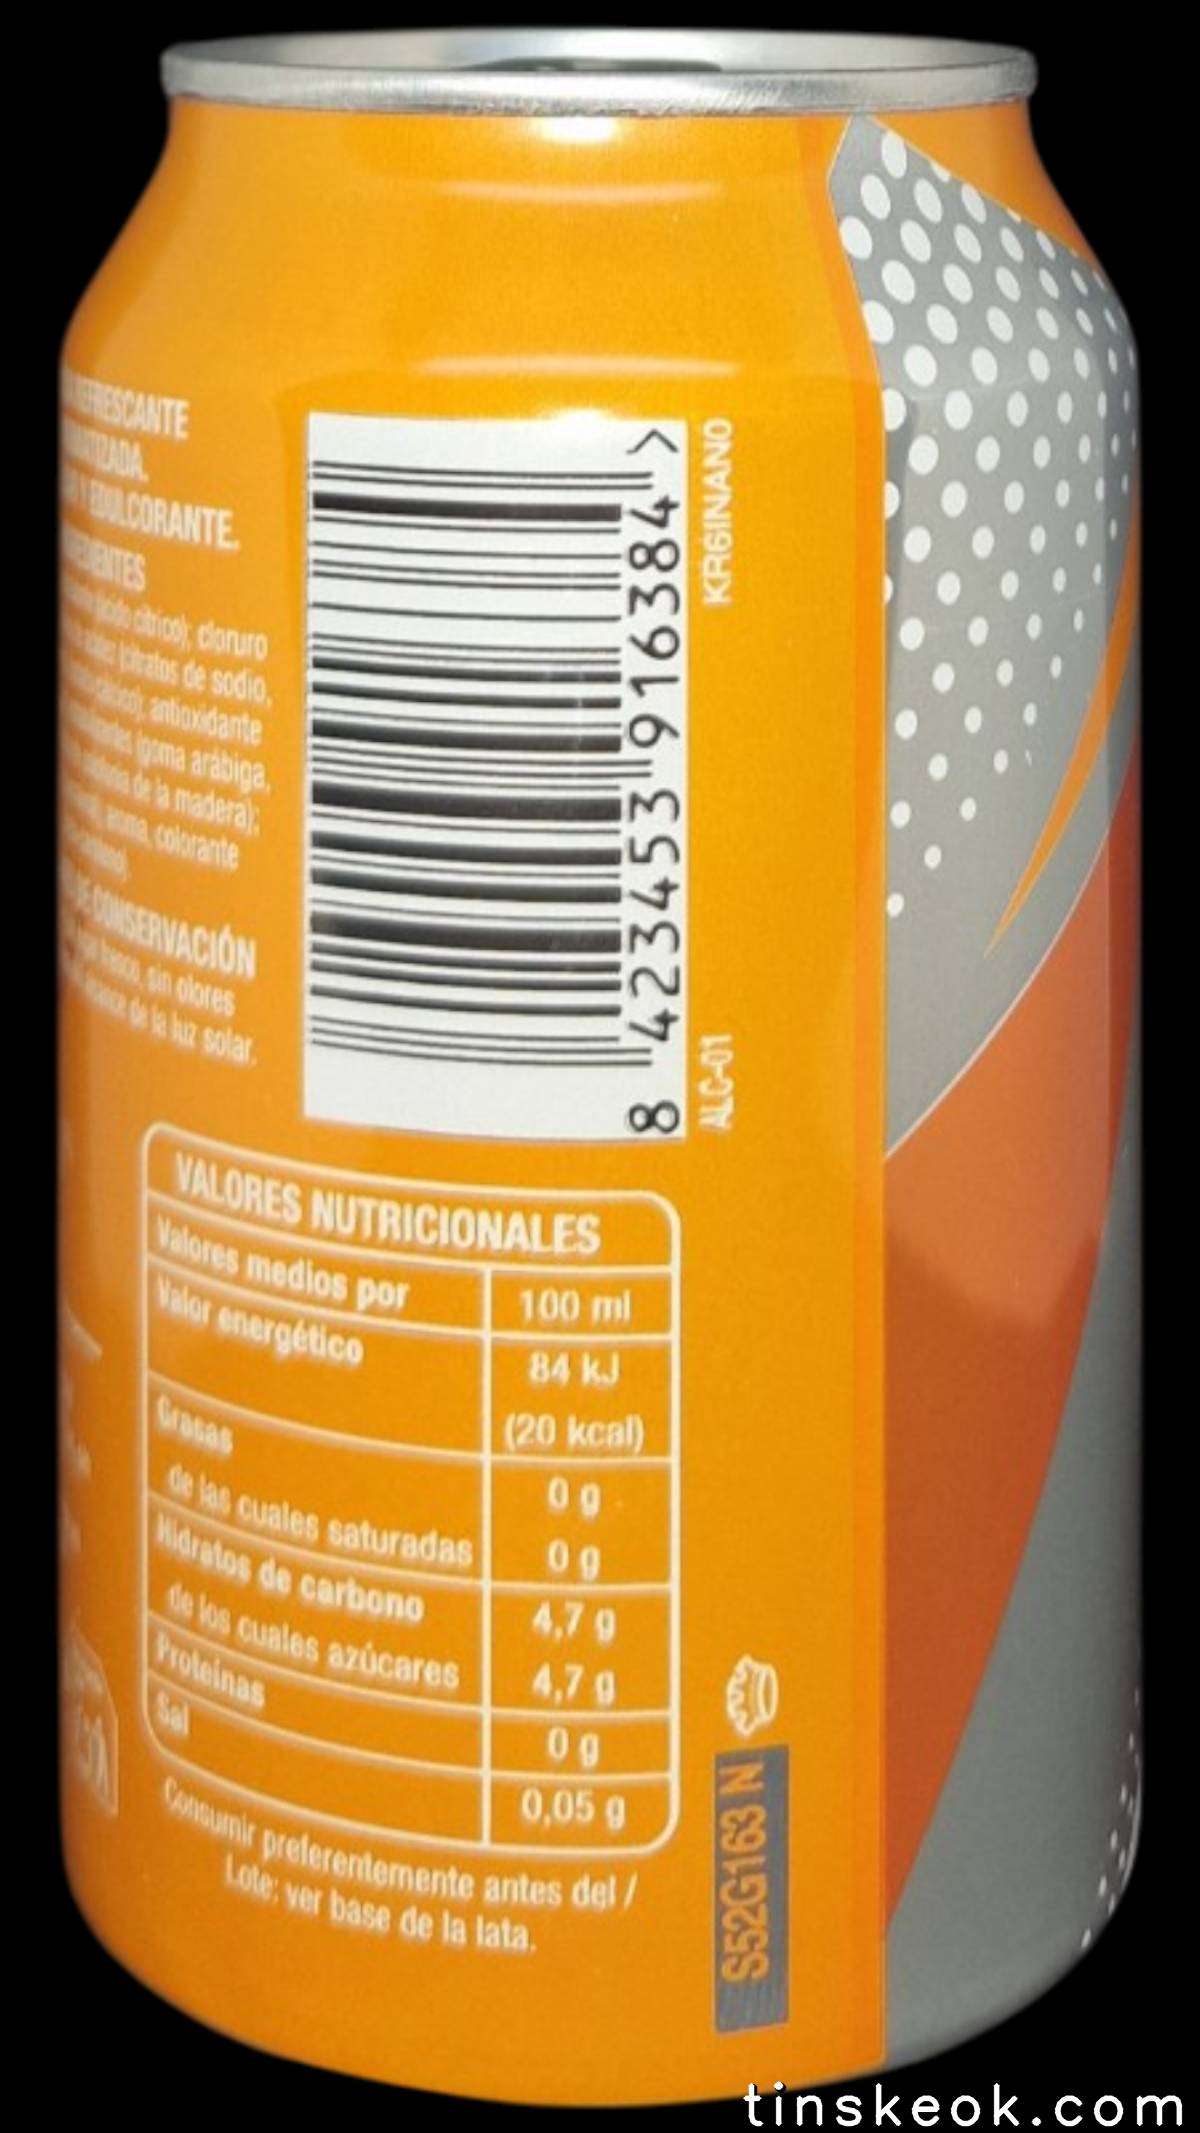 REFRESCANTE
EDULCORANTE.
cítrico); cloruro
de sodio,
antioxidante
(goma arábiga,
de la madera);
aroma, colorante
DE CONSERVACIÓN
fresco, sin olores
de la luz solar.
8 423453 916384 >
KR6INANO
ALC-01
VALORES NUTRICIONALES
Valores medios por 100 ml
Valor energético 84 kJ
(20 kcal)
Grasas 0 g
de las cuales saturadas 0 g
Hidratos de carbono 4,7 g
de los cuales azúcares 4,7 g
Proteínas 0 g
Sal 0,05 g
Consumir preferentemente antes del /
Lote: ver base de la lata.
S52G163 N
tinskeok.com